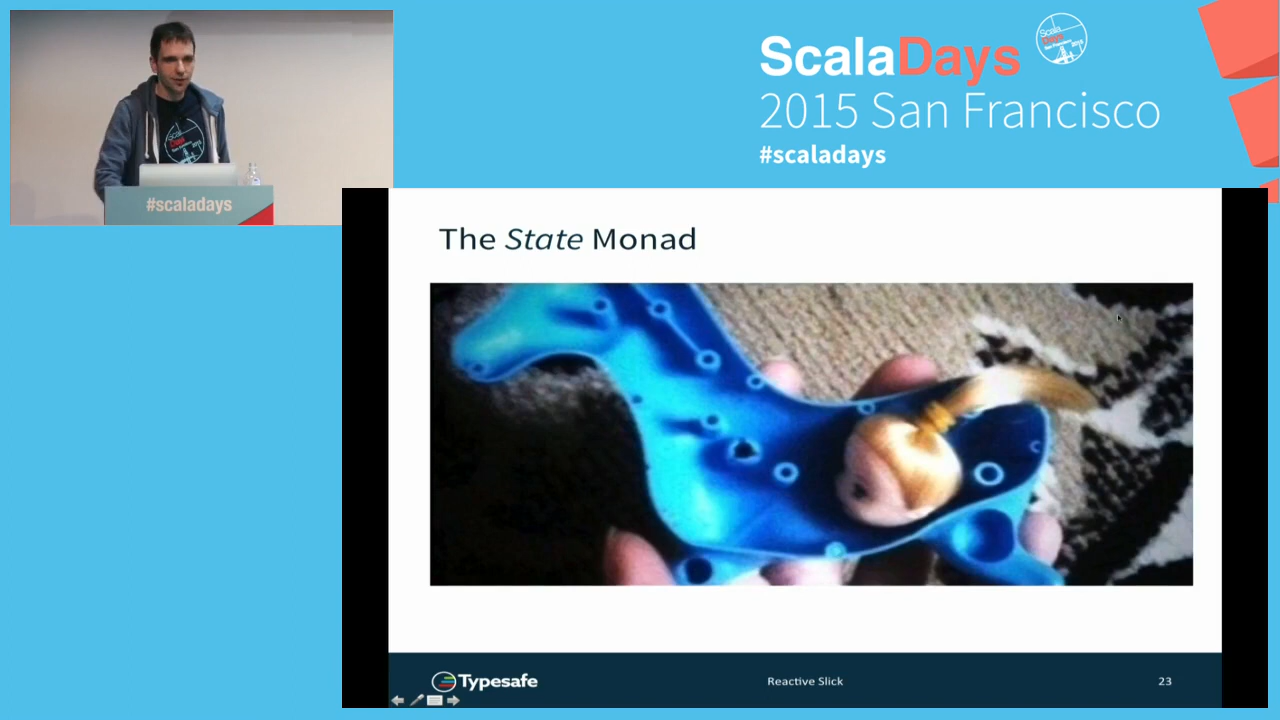 ScalaDays
2015 San Francisco
#scaladays
#scaladays
The State Monad
Typesafe
Reactive Slick
23